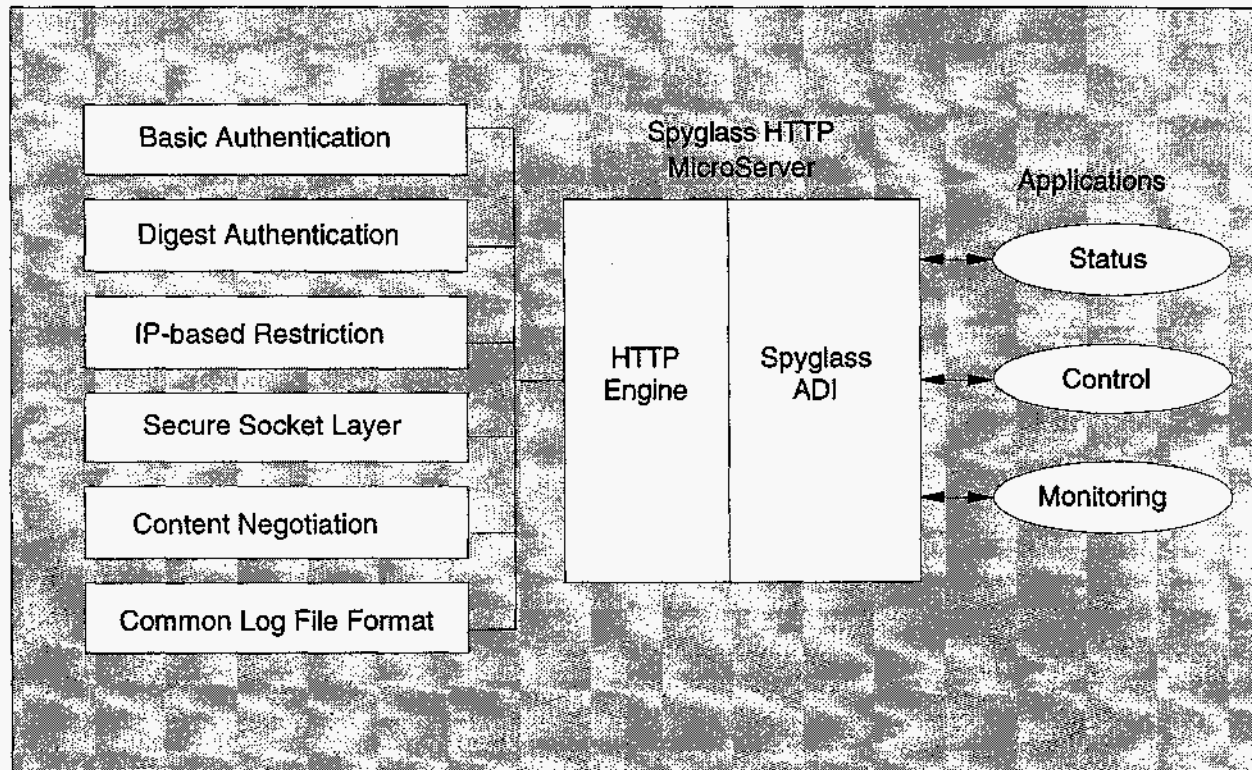 Basic Authentication
Digest Authentication
IP-based Restriction
Secure Socket Layer
Content Negotiation
Common Log File Format
Spyglass HTTP
MicroServer
HTTP
Engine
Spyglass
ADI
Applications
Status
Control
Monitoring